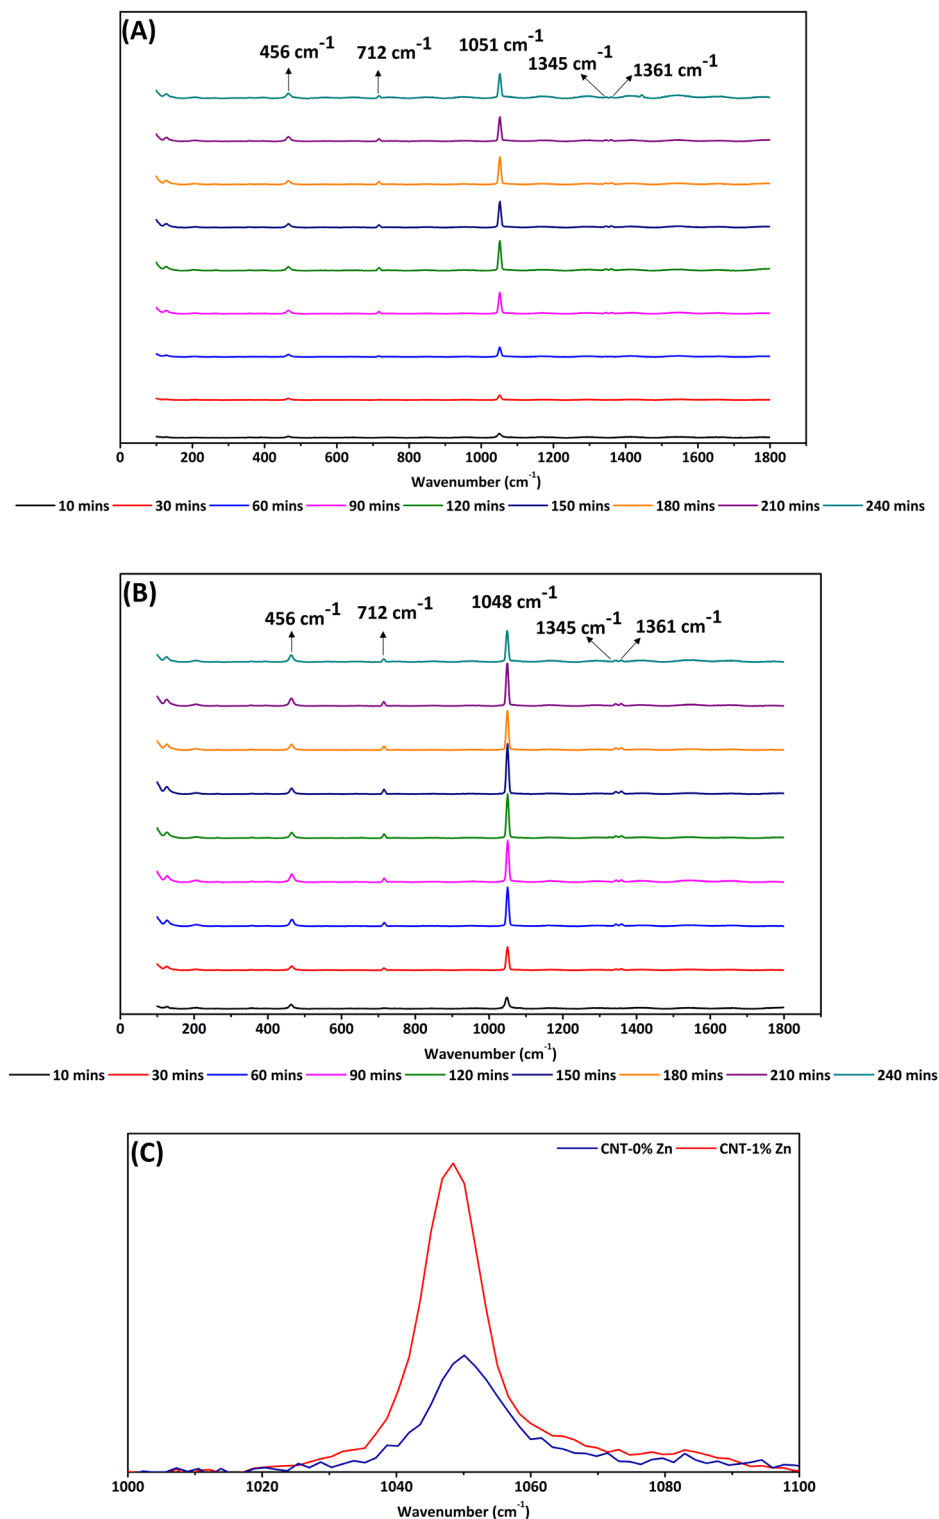 (A)
456 cm-1
712 cm-1
1051 cm-1
1345 cm-1
1361 cm-1
0 200 400 600 800 1000 1200 1400 1600 1800
Wavenumber (cm-1)
10 mins 30 mins 60 mins 90 mins 120 mins 150 mins 180 mins 210 mins 240 mins
(B)
456 cm-1
712 cm-1
1048 cm-1
1345 cm-1
1361 cm-1
0 200 400 600 800 1000 1200 1400 1600 1800
Wavenumber (cm-1)
10 mins 30 mins 60 mins 90 mins 120 mins 150 mins 180 mins 210 mins 240 mins
(C)
CNT-0% Zn CNT-1% Zn
1000 1020 1040 1060 1080 1100
Wavenumber (cm-1)